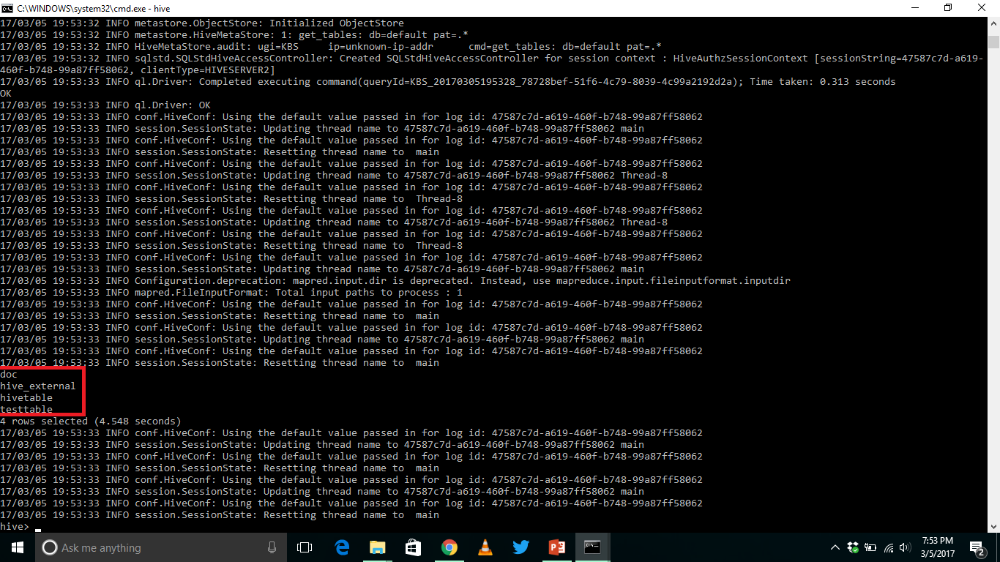 C:\WINDOWS\system32\cmd.exe - hive
17/03/05 19:53:32 INFO metastore.ObjectStore: Initialized ObjectStore
17/03/05 19:53:32 INFO metastore.HiveMetaStore: 1: get_tables: db=default pat=.*
17/03/05 19:53:32 INFO HiveMetaStore.audit: ugi=KBS     ip=unknown-ip-addr      cmd=get_tables: db=default pat=.*
17/03/05 19:53:32 INFO sqlstd.SQLStdHiveAccessController: Created SQLStdHiveAccessController for session context : HiveAuthzSessionContext [sessionString=47587c7d-a619-
460f-b748-99a87ff58062, clientType=HIVESERVER2]
17/03/05 19:53:33 INFO ql.Driver: Completed executing command(queryId=KBS_20170305195328_78728bef-51f6-4c79-8039-4c99a2192d2a); Time taken: 0.313 seconds
OK
17/03/05 19:53:33 INFO ql.Driver: OK
17/03/05 19:53:33 INFO conf.HiveConf: Using the default value passed in for log id: 47587c7d-a619-460f-b748-99a87ff58062
17/03/05 19:53:33 INFO session.SessionState: Updating thread name to 47587c7d-a619-460f-b748-99a87ff58062 main
17/03/05 19:53:33 INFO conf.HiveConf: Using the default value passed in for log id: 47587c7d-a619-460f-b748-99a87ff58062
17/03/05 19:53:33 INFO session.SessionState: Resetting thread name to  main
17/03/05 19:53:33 INFO conf.HiveConf: Using the default value passed in for log id: 47587c7d-a619-460f-b748-99a87ff58062
17/03/05 19:53:33 INFO session.SessionState: Updating thread name to 47587c7d-a619-460f-b748-99a87ff58062 Thread-8
17/03/05 19:53:33 INFO conf.HiveConf: Using the default value passed in for log id: 47587c7d-a619-460f-b748-99a87ff58062
17/03/05 19:53:33 INFO session.SessionState: Resetting thread name to  Thread-8
17/03/05 19:53:33 INFO conf.HiveConf: Using the default value passed in for log id: 47587c7d-a619-460f-b748-99a87ff58062
17/03/05 19:53:33 INFO session.SessionState: Updating thread name to 47587c7d-a619-460f-b748-99a87ff58062 Thread-8
17/03/05 19:53:33 INFO conf.HiveConf: Using the default value passed in for log id: 47587c7d-a619-460f-b748-99a87ff58062
17/03/05 19:53:33 INFO session.SessionState: Resetting thread name to  Thread-8
17/03/05 19:53:33 INFO conf.HiveConf: Using the default value passed in for log id: 47587c7d-a619-460f-b748-99a87ff58062
17/03/05 19:53:33 INFO session.SessionState: Updating thread name to 47587c7d-a619-460f-b748-99a87ff58062 main
17/03/05 19:53:33 INFO Configuration.deprecation: mapred.input.dir is deprecated. Instead, use mapreduce.input.fileinputformat.inputdir
17/03/05 19:53:33 INFO mapred.FileInputFormat: Total input paths to process : 1
17/03/05 19:53:33 INFO conf.HiveConf: Using the default value passed in for log id: 47587c7d-a619-460f-b748-99a87ff58062
17/03/05 19:53:33 INFO session.SessionState: Resetting thread name to  main
17/03/05 19:53:33 INFO conf.HiveConf: Using the default value passed in for log id: 47587c7d-a619-460f-b748-99a87ff58062
17/03/05 19:53:33 INFO session.SessionState: Updating thread name to 47587c7d-a619-460f-b748-99a87ff58062 main
17/03/05 19:53:33 INFO conf.HiveConf: Using the default value passed in for log id: 47587c7d-a619-460f-b748-99a87ff58062
17/03/05 19:53:33 INFO session.SessionState: Resetting thread name to  main
doc
hive_external
hivetable
testtable
4 rows selected (4.548 seconds)
17/03/05 19:53:33 INFO conf.HiveConf: Using the default value passed in for log id: 47587c7d-a619-460f-b748-99a87ff58062
17/03/05 19:53:33 INFO session.SessionState: Updating thread name to 47587c7d-a619-460f-b748-99a87ff58062 main
17/03/05 19:53:33 INFO conf.HiveConf: Using the default value passed in for log id: 47587c7d-a619-460f-b748-99a87ff58062
17/03/05 19:53:33 INFO session.SessionState: Resetting thread name to  main
17/03/05 19:53:33 INFO conf.HiveConf: Using the default value passed in for log id: 47587c7d-a619-460f-b748-99a87ff58062
17/03/05 19:53:33 INFO session.SessionState: Updating thread name to 47587c7d-a619-460f-b748-99a87ff58062 main
17/03/05 19:53:33 INFO conf.HiveConf: Using the default value passed in for log id: 47587c7d-a619-460f-b748-99a87ff58062
17/03/05 19:53:33 INFO session.SessionState: Resetting thread name to  main
hive>
Ask me anything
7:53 PM
3/5/2017
2